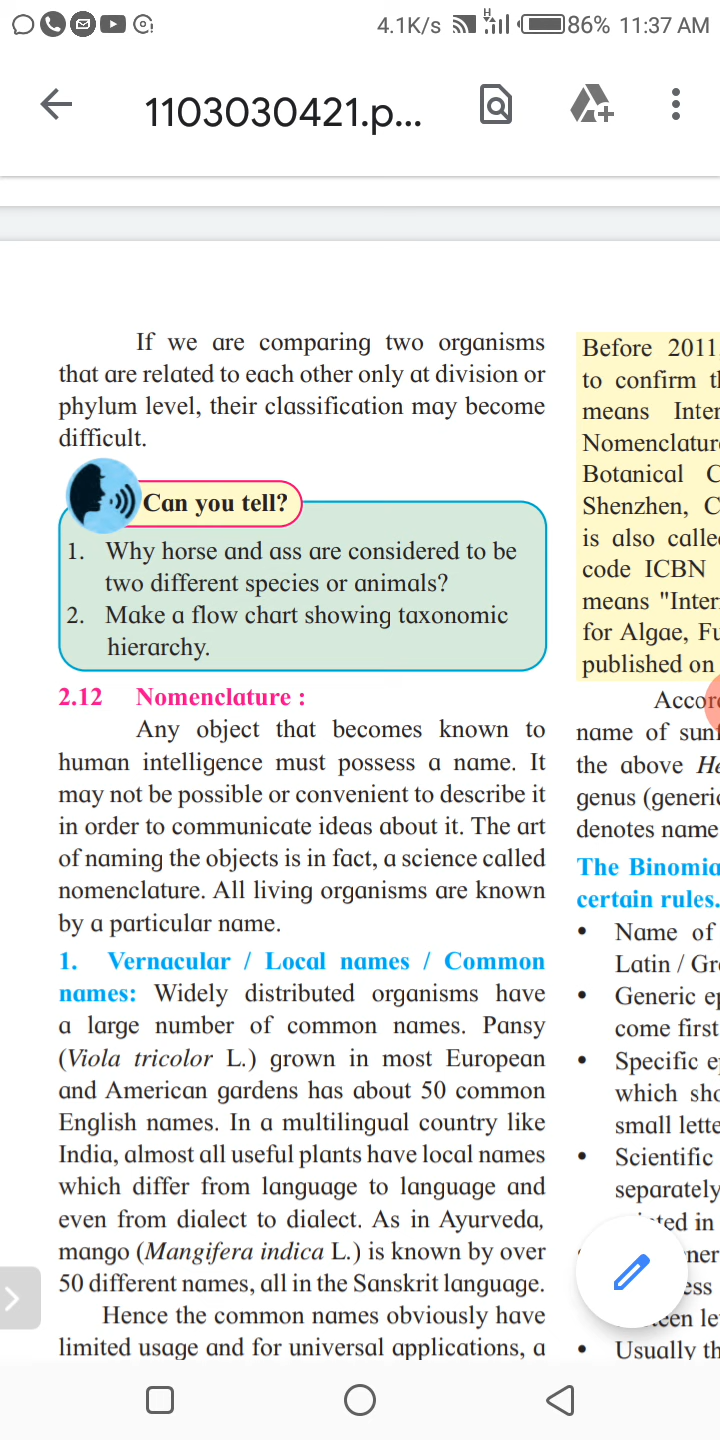 4.1K/s H 86% 11:37 AM
1103030421.p...
If we are comparing two organisms
that are related to each other only at division or
phylum level, their classification may become
difficult.
Can you tell?
1. Why horse and ass are considered to be
two different species or animals?
2. Make a flow chart showing taxonomic
hierarchy.
2.12 Nomenclature :
Any object that becomes known to
human intelligence must possess a name. It
may not be possible or convenient to describe it
in order to communicate ideas about it. The art
of naming the objects is in fact, a science called
nomenclature. All living organisms are known
by a particular name.
1. Vernacular / Local names / Common
names: Widely distributed organisms have
a large number of common names. Pansy
(Viola tricolor L.) grown in most European
and American gardens has about 50 common
English names. In a multilingual country like
India, almost all useful plants have local names
which differ from language to language and
even from dialect to dialect. As in Ayurveda,
mango (Mangifera indica L.) is known by over
50 different names, all in the Sanskrit language.
Hence the common names obviously have
limited usage and for universal applications, a
Before 2011
to confirm
means
Botanical
Shenzhen,
is also
code ICBN
means
for Algae,
published on
name of
the above
genus
denotes name
The
certain rules.
• Name of
Latin /
• Generic
come first
• Specific
which
small
• Scientific
separately
in
• Usually